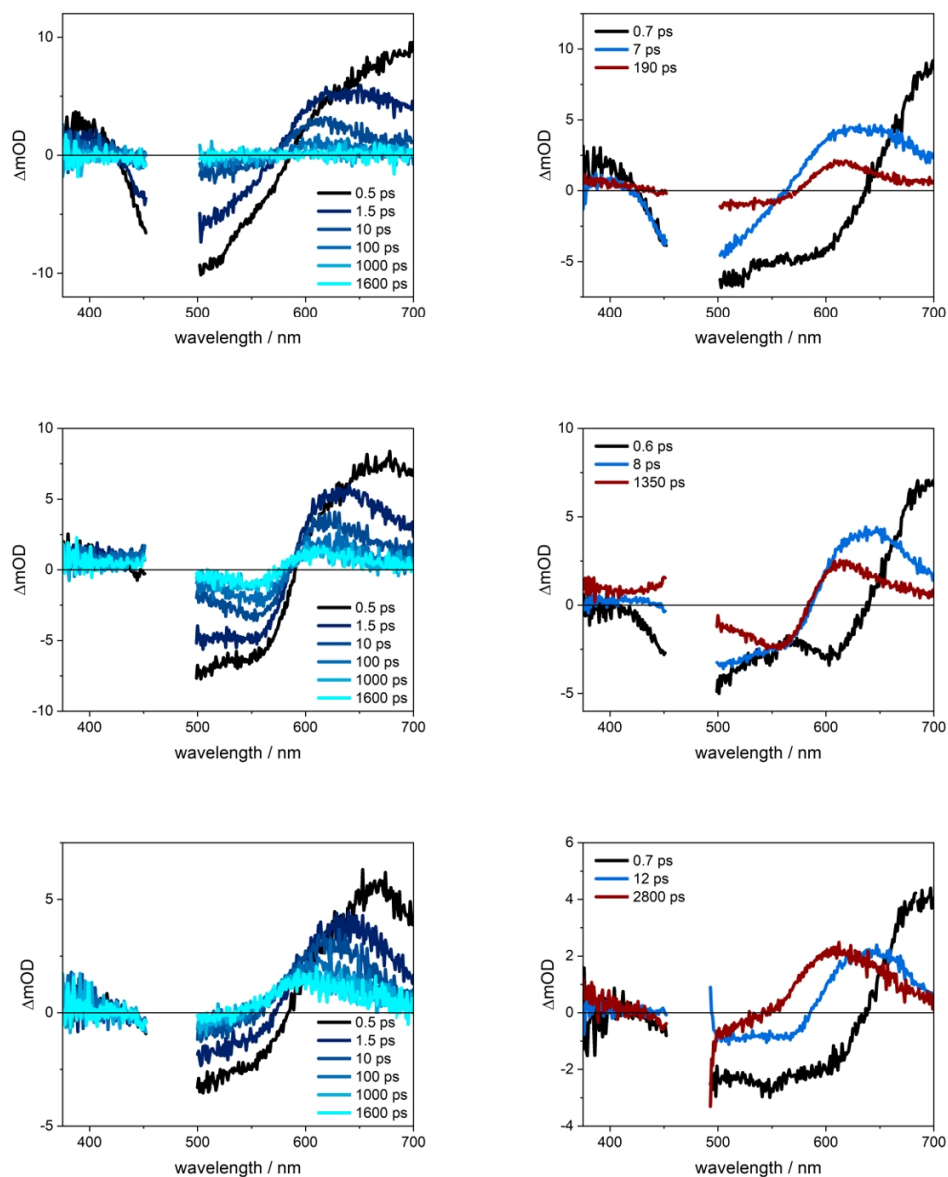 10
0
-10
ΔmOD
0.5 ps
1.5 ps
10 ps
100 ps
1000 ps
1600 ps
400 500 600 700
wavelength / nm
10
5
0
-5
ΔmOD
0.7 ps
7 ps
190 ps
400 500 600 700
wavelength / nm
10
5
0
-5
-10
ΔmOD
0.5 ps
1.5 ps
10 ps
100 ps
1000 ps
1600 ps
400 500 600 700
wavelength / nm
10
5
0
-5
ΔmOD
0.6 ps
8 ps
1350 ps
400 500 600 700
wavelength / nm
5
0
-5
ΔmOD
0.5 ps
1.5 ps
10 ps
100 ps
1000 ps
1600 ps
400 500 600 700
wavelength / nm
6
4
2
0
-2
-4
ΔmOD
0.7 ps
12 ps
2800 ps
400 500 600 700
wavelength / nm